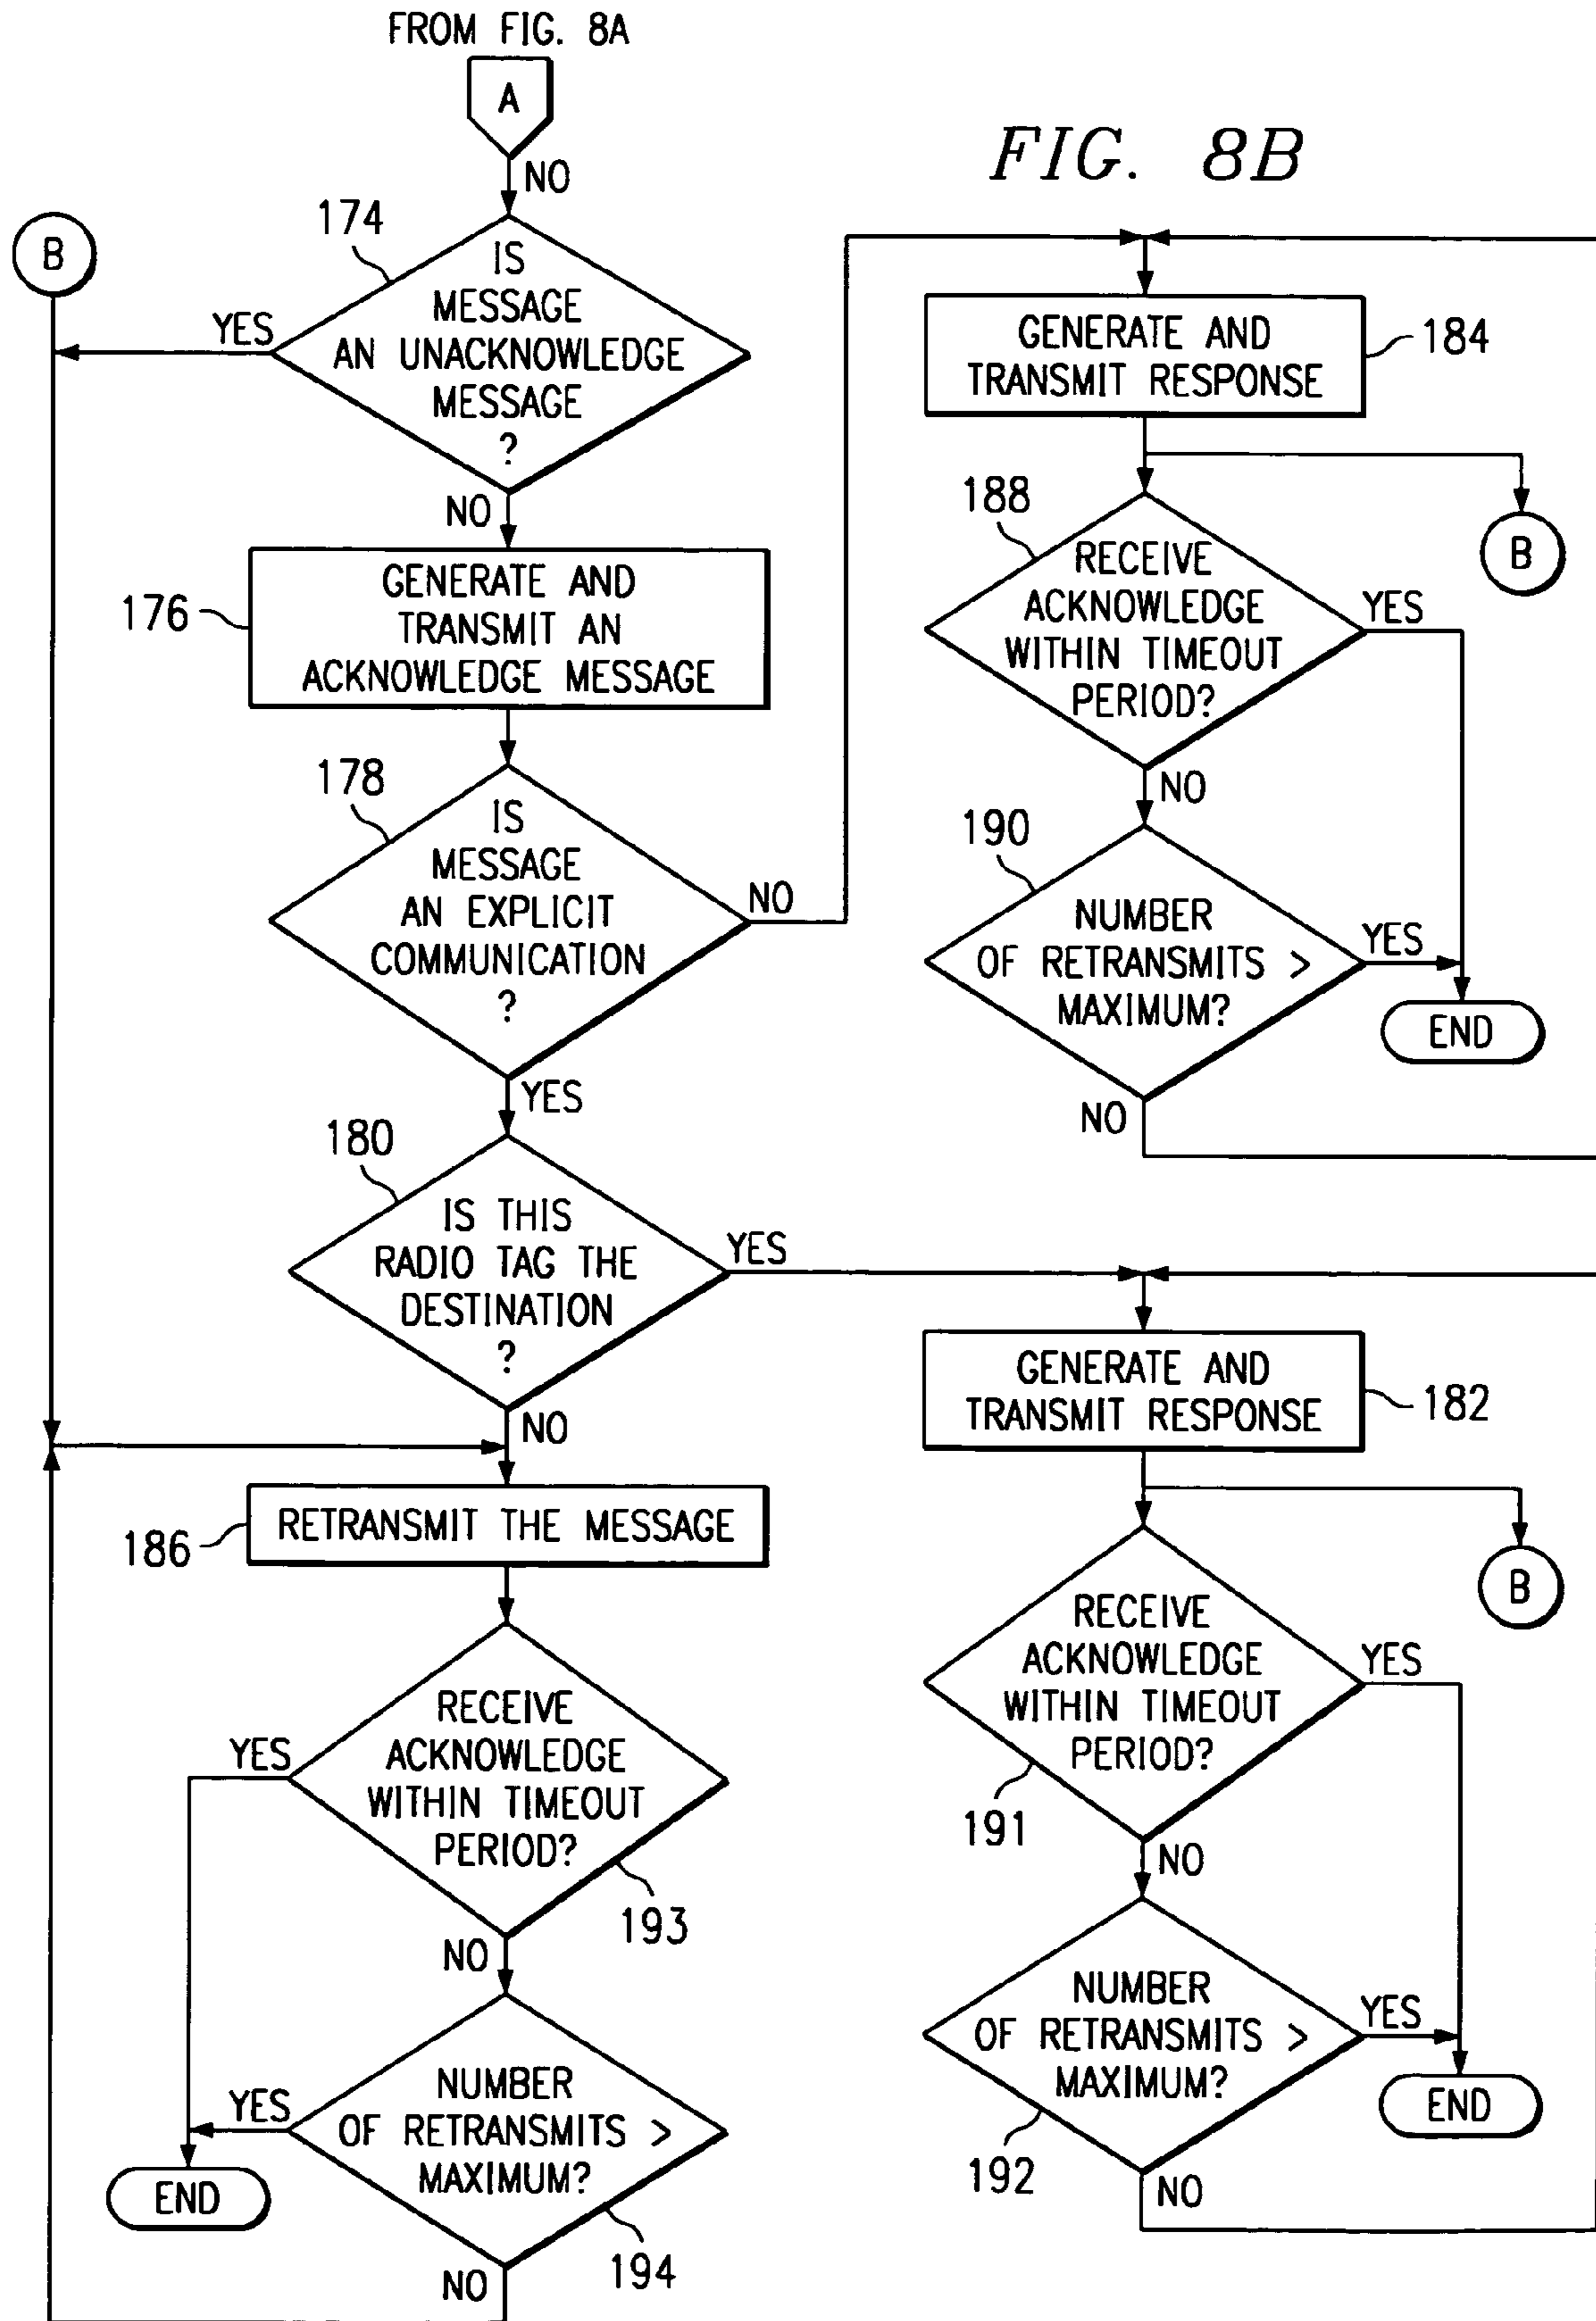 FROM FIG. 8A
A
FIG. 8B
NO
174
B
IS
MESSAGE
AN UNACKNOWLEDGE
MESSAGE
?
YES
NO
GENERATE AND
TRANSMIT AN
ACKNOWLEDGE MESSAGE
176
178
IS
MESSAGE
AN EXPLICIT
COMMUNICATION
?
NO
YES
180
IS THIS
RADIO TAG THE
DESTINATION
?
YES
NO
RETRANSMIT THE MESSAGE
186
RECEIVE
ACKNOWLEDGE
WITHIN TIMEOUT
PERIOD?
YES
193
NO
NUMBER
OF RETRANSMITS >
MAXIMUM?
YES
END
194
NO
GENERATE AND
TRANSMIT RESPONSE
184
B
188
RECEIVE
ACKNOWLEDGE
WITHIN TIMEOUT
PERIOD?
YES
NO
190
NUMBER
OF RETRANSMITS >
MAXIMUM?
YES
END
NO
GENERATE AND
TRANSMIT RESPONSE
182
B
RECEIVE
ACKNOWLEDGE
WITHIN TIMEOUT
PERIOD?
YES
191
NO
NUMBER
OF RETRANSMITS >
MAXIMUM?
YES
END
192
NO